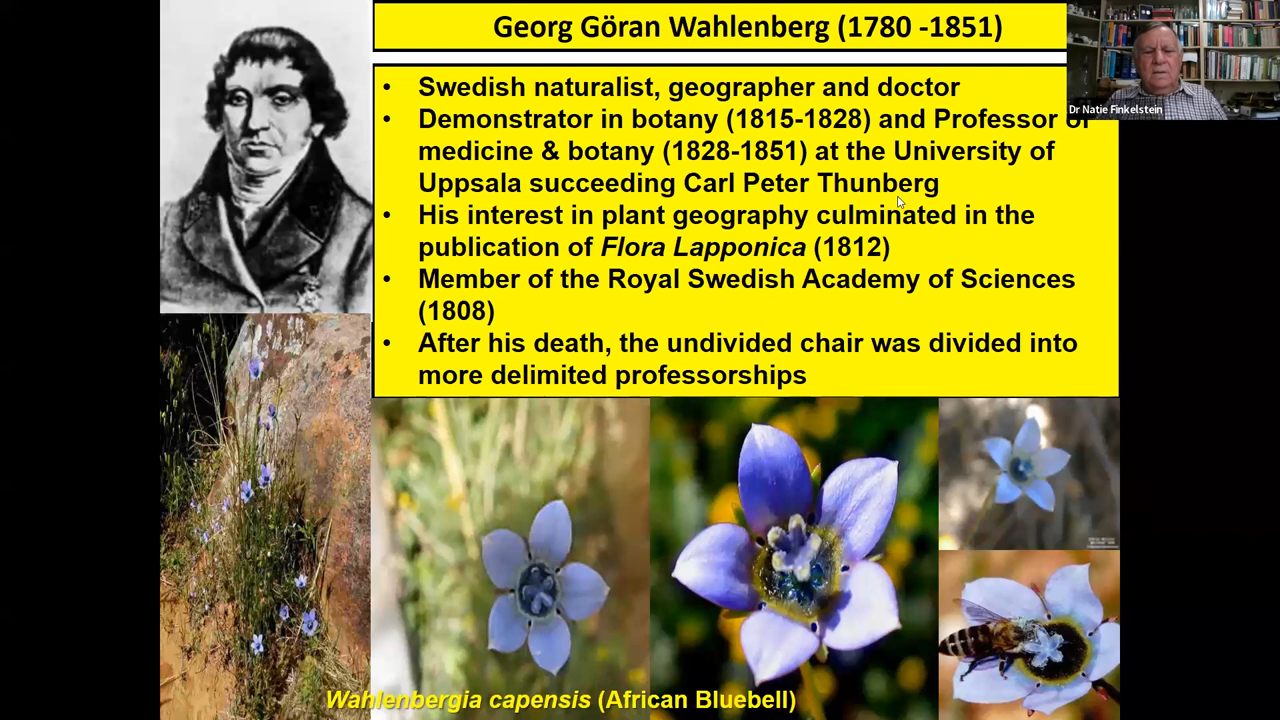 Georg Göran Wahlenberg (1780 -1851)
Dr Natie Finkelstein
• Swedish naturalist, geographer and doctor
• Demonstrator in botany (1815-1828) and Professor of
medicine & botany (1828-1851) at the University of
Uppsala succeeding Carl Peter Thunberg
• His interest in plant geography culminated in the
publication of Flora Lapponica (1812)
• Member of the Royal Swedish Academy of Sciences
(1808)
• After his death, the undivided chair was divided into
more delimited professorships
Wahlenbergia capensis (African Bluebell)